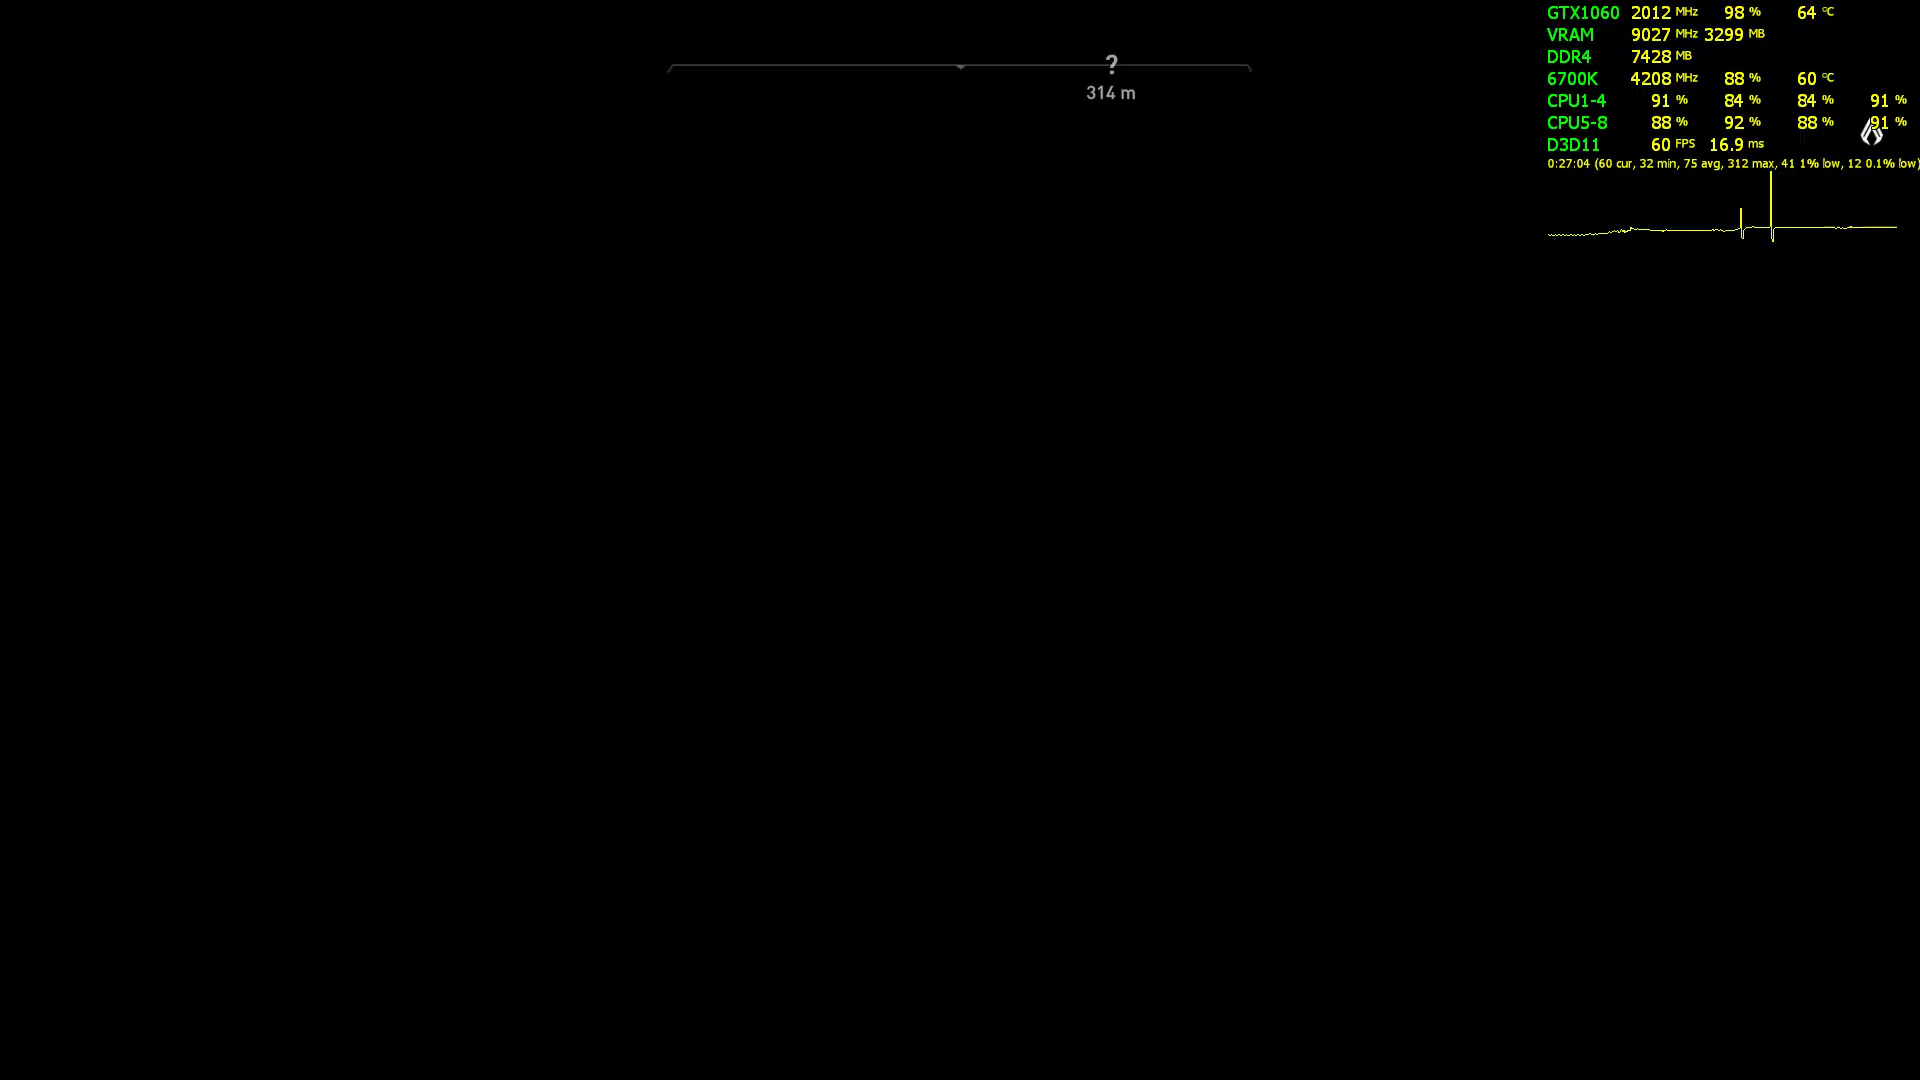 ?
314 m
GTX1060 2012 MHz 98 % 64 °C
VRAM 9027 MHz 3299 MB
DDR4 7428 MB
6700K 4208 MHz 88 % 60 °C
CPU1-4 91 % 84 % 84 % 91 %
CPU5-8 88 % 92 % 88 % 91 %
D3D11 60 FPS 16.9 ms
0:27:04 (60 cur, 32 min, 75 avg, 312 max, 41 1% low, 12 0.1% low)